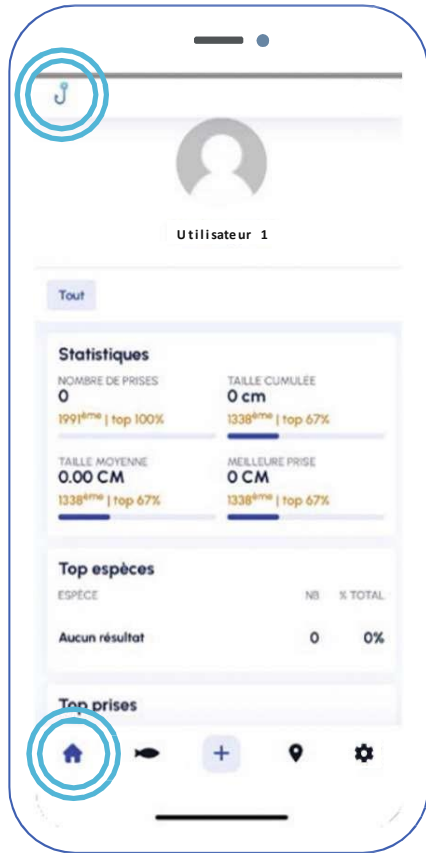 Utilisateur 1
Tout
Statistiques
NOMBRE DE PRISES TAILLE CUMULÉE
0 0 cm
1991ème | top 100% 1338ème | top 67%
TAILLE MOYENNE MEILLEURE PRISE
0.00 CM 0 CM
1338ème | top 67% 1338ème | top 67%
Top espèces
ESPÈCE NB % TOTAL
Aucun résultat 0 0%
Top prises